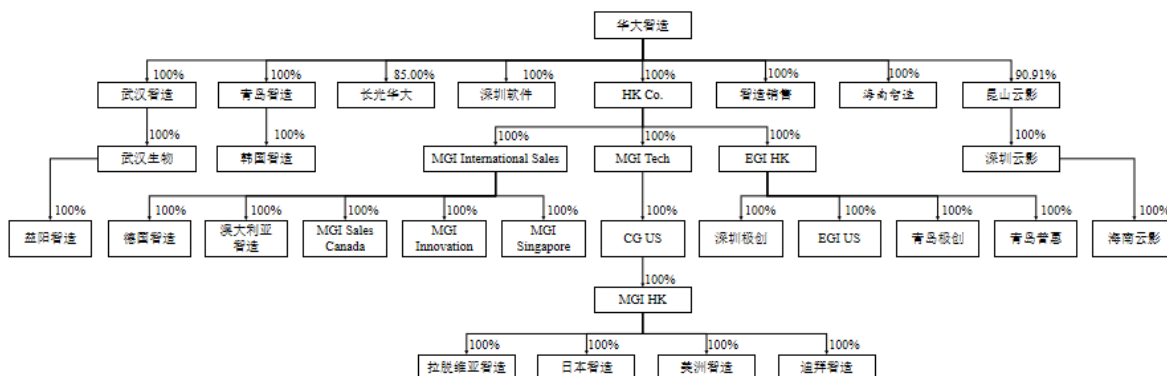 华大智造
100%
100%
85.00%
100%
100%
100%
100%
90.91%
武汉智造
青岛智造
长光华大
深圳软件
HK Co.
智造销售
海南智造
昆山云影
100%
100%
100%
100%
100%
100%
武汉生物
韩国智造
MGI International Sales
MGI Tech
EGI HK
深圳云影
100%
100%
100%
100%
100%
100%
100%
100%
100%
100%
100%
100%
益阳智造
德国智造
澳大利亚
智造
MGI Sales
Canada
MGI
Innovation
MGI
Singapore
CG US
深圳极创
EGI US
青岛极创
青岛普惠
海南云影
100%
MGI HK
100%
100%
100%
100%
拉脱维亚智造
日本智造
美洲智造
迪拜智造